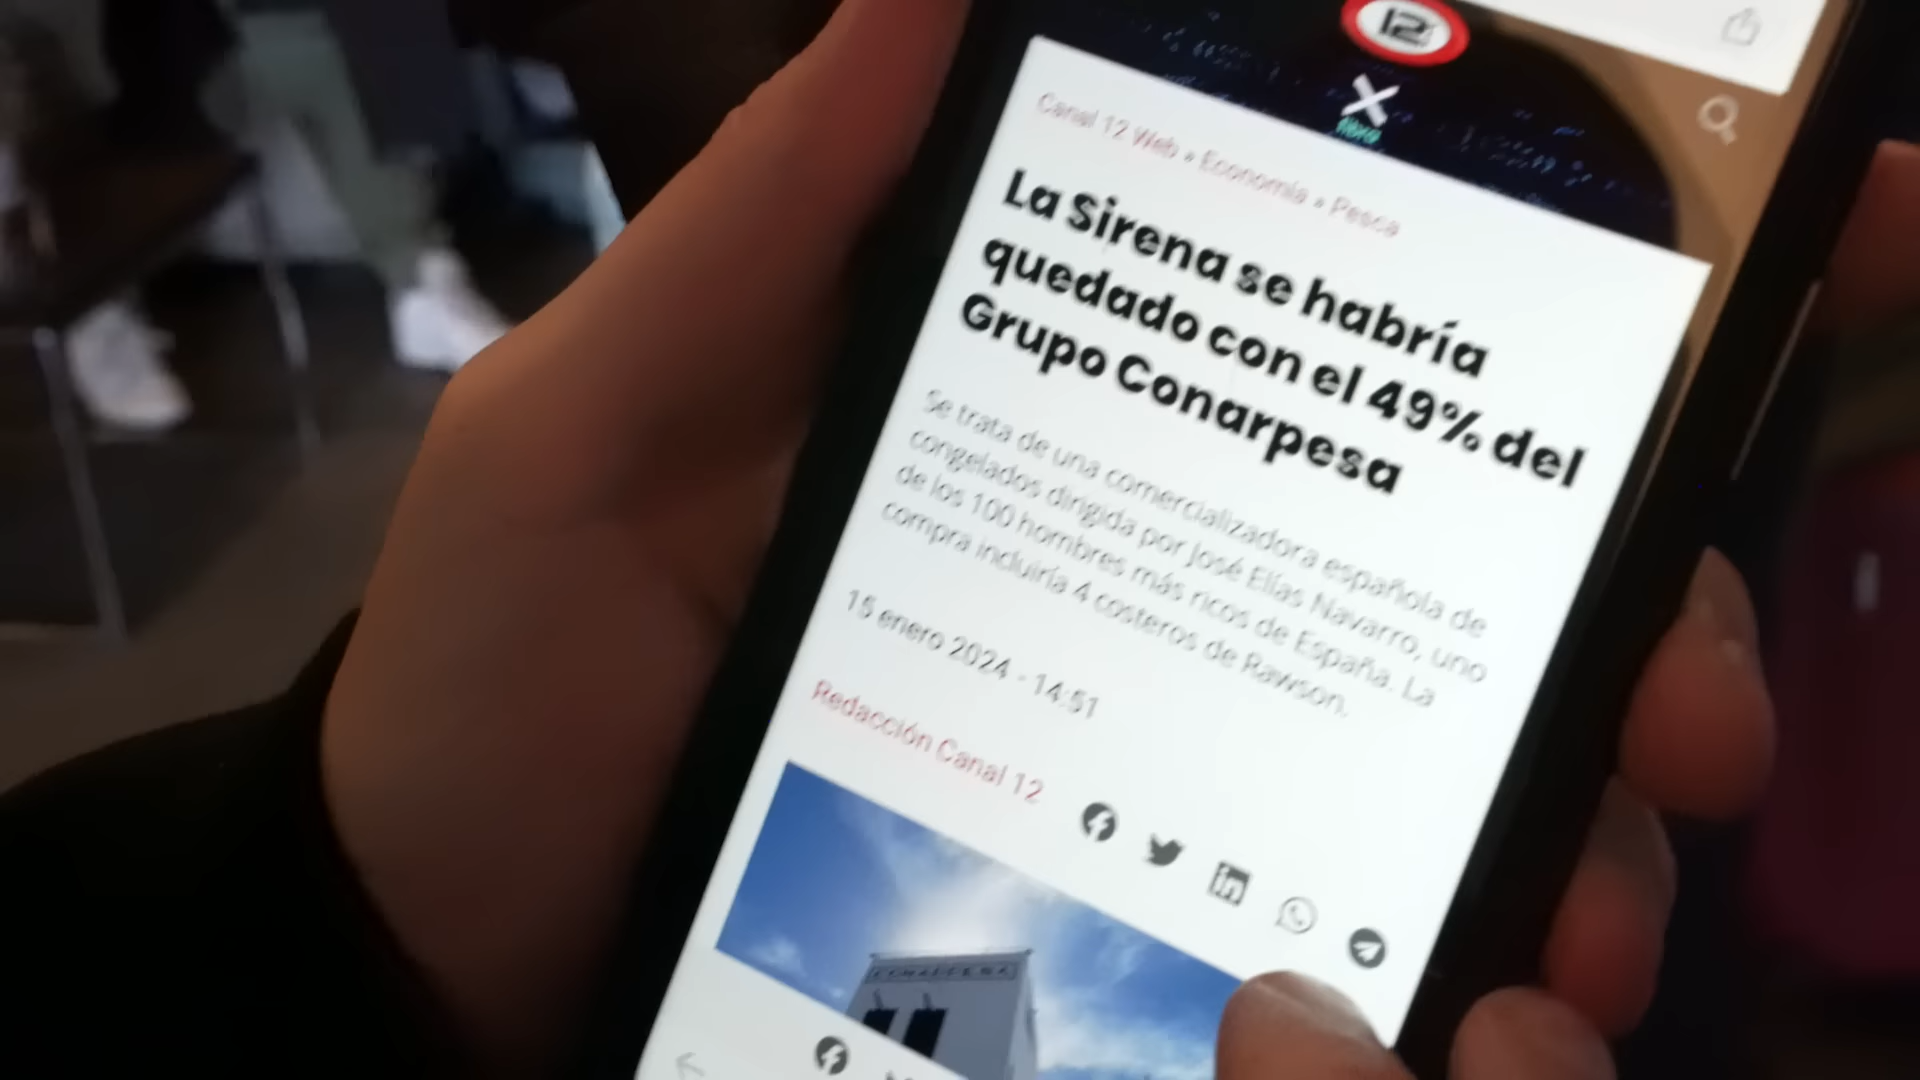 12
fibra
Canal 12 Web » Economía » Pesca
La Sirena se habría
quedado con el 49% del
Grupo Conarpesa
Se trata de una comercializadora española de
congelados dirigida por José Elías Navarro, uno
de los 100 hombres más ricos de España. La
compra incluiría 4 costeros de Rawson.
15 enero 2024 - 14:51
Redacción Canal 12
CONARPESA